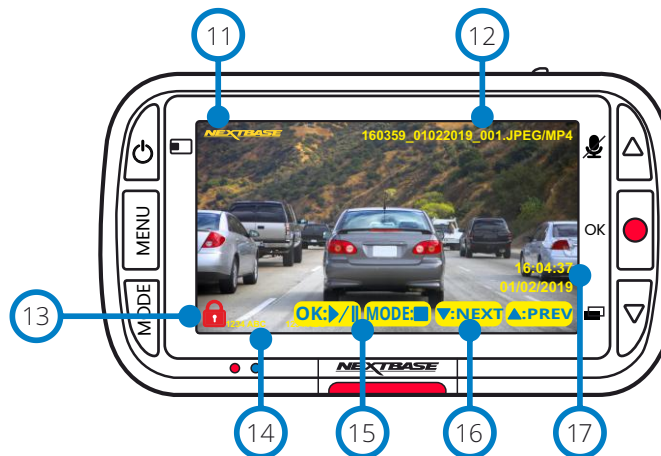 11
12
NEXTBASE
160359_01022019_001.JPEG/MP4
MENU
OK
16:04:37
01/02/2019
13
MODE
OK:▶/⏸
MODE:■
▼:NEXT
▲:PREV
NEXTBASE
14
15
16
17